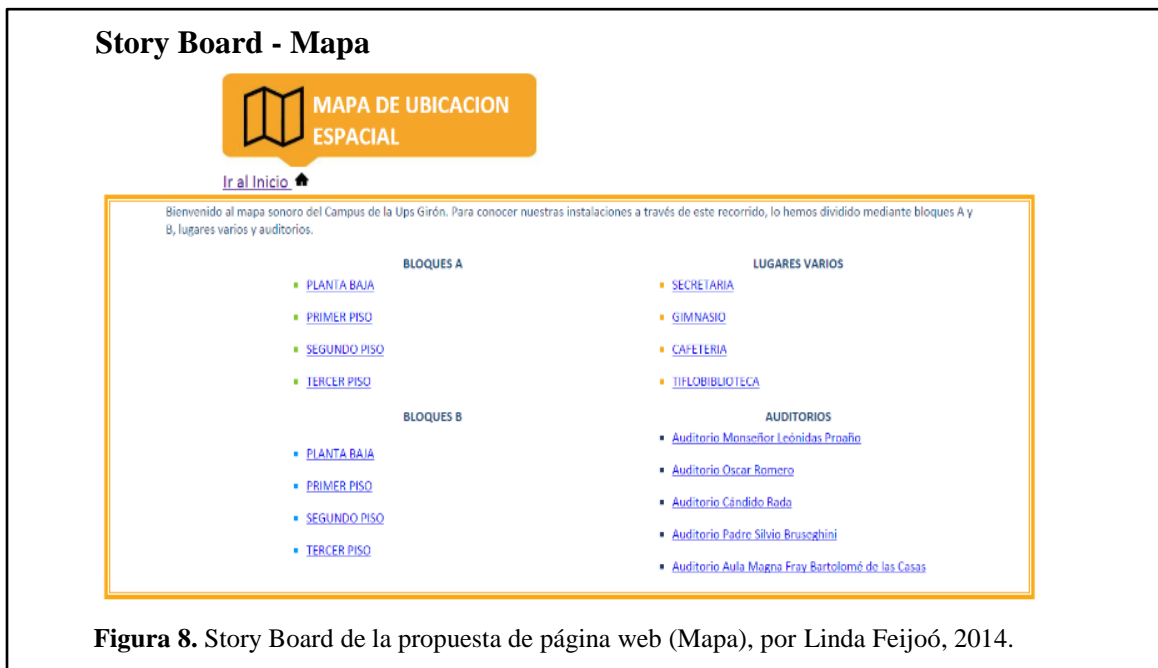 Story Board - Mapa
MAPA DE UBICACION
ESPACIAL
Ir al Inicio
Bienvenido al mapa sonoro del Campus de la Ups Girón. Para conocer nuestras instalaciones a través de este recorrido, lo hemos dividido mediante bloques A y
B, lugares varios y auditorios.
BLOQUES A
PLANTA BAJA
PRIMER PISO
SEGUNDO PISO
TERCER PISO
LUGARES VARIOS
SECRETARIA
GIMNASIO
CAFETERIA
TIFLOBIBLIOTECA
BLOQUES B
PLANTA BAJA
PRIMER PISO
SEGUNDO PISO
TERCER PISO
AUDITORIOS
Auditorio Monseñor Leónidas Proaño
Auditorio Oscar Romero
Auditorio Cándido Rada
Auditorio Padre Silvio Bruseghini
Auditorio Aula Magna Fray Bartolomé de las Casas
Figura 8. Story Board de la propuesta de página web (Mapa), por Linda Feijoó, 2014.